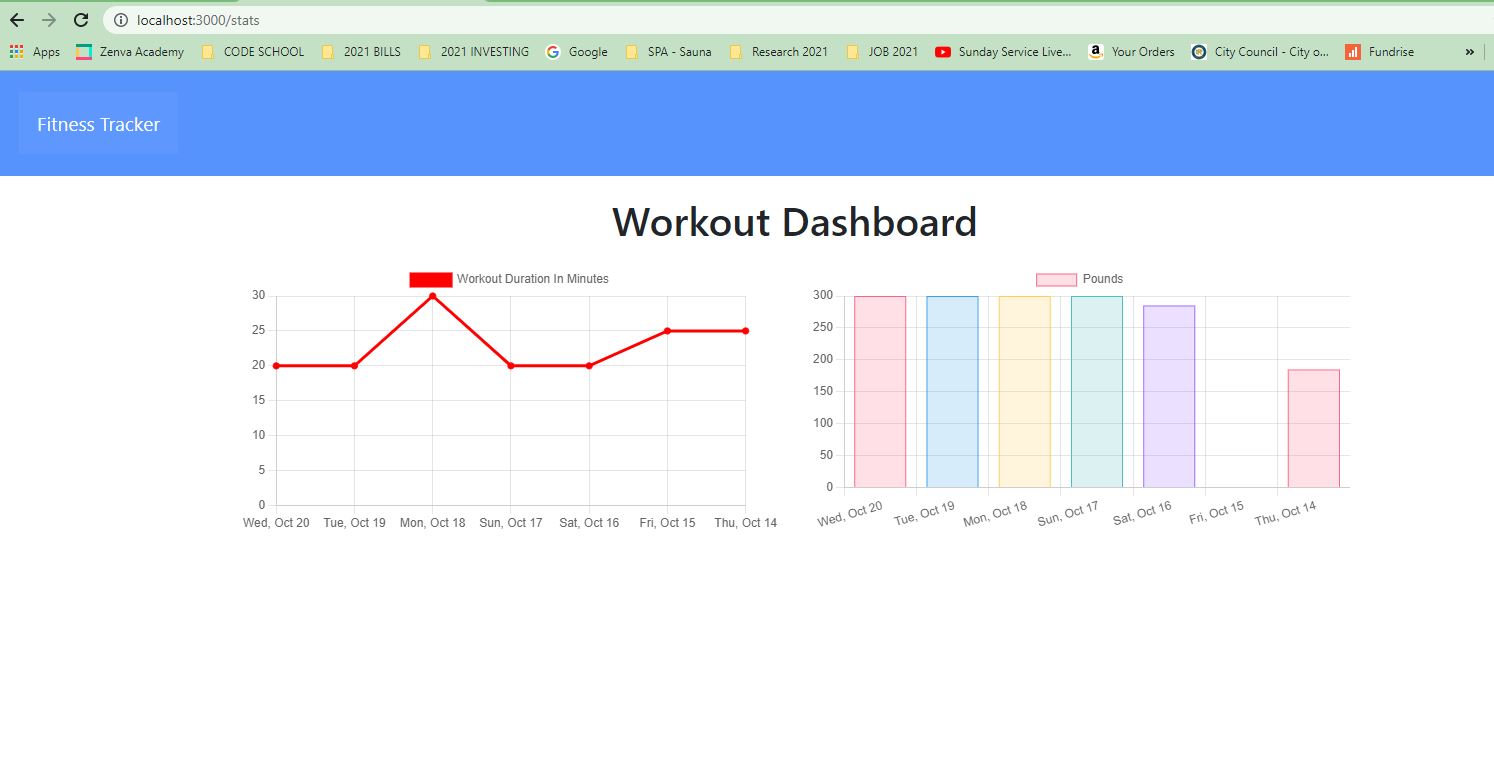 localhost:3000/stats
Apps Zenva Academy CODE SCHOOL 2021 BILLS 2021 INVESTING Google SPA - Sauna Research 2021 JOB 2021 Sunday Service Live... Your Orders City Council - City o... Fundrise »
Fitness Tracker
Workout Dashboard
Workout Duration In Minutes
30
25
20
15
10
5
0
Wed, Oct 20 Tue, Oct 19 Mon, Oct 18 Sun, Oct 17 Sat, Oct 16 Fri, Oct 15 Thu, Oct 14
Pounds
300
250
200
150
100
50
0
Wed, Oct 20 Tue, Oct 19 Mon, Oct 18 Sun, Oct 17 Sat, Oct 16 Fri, Oct 15 Thu, Oct 14